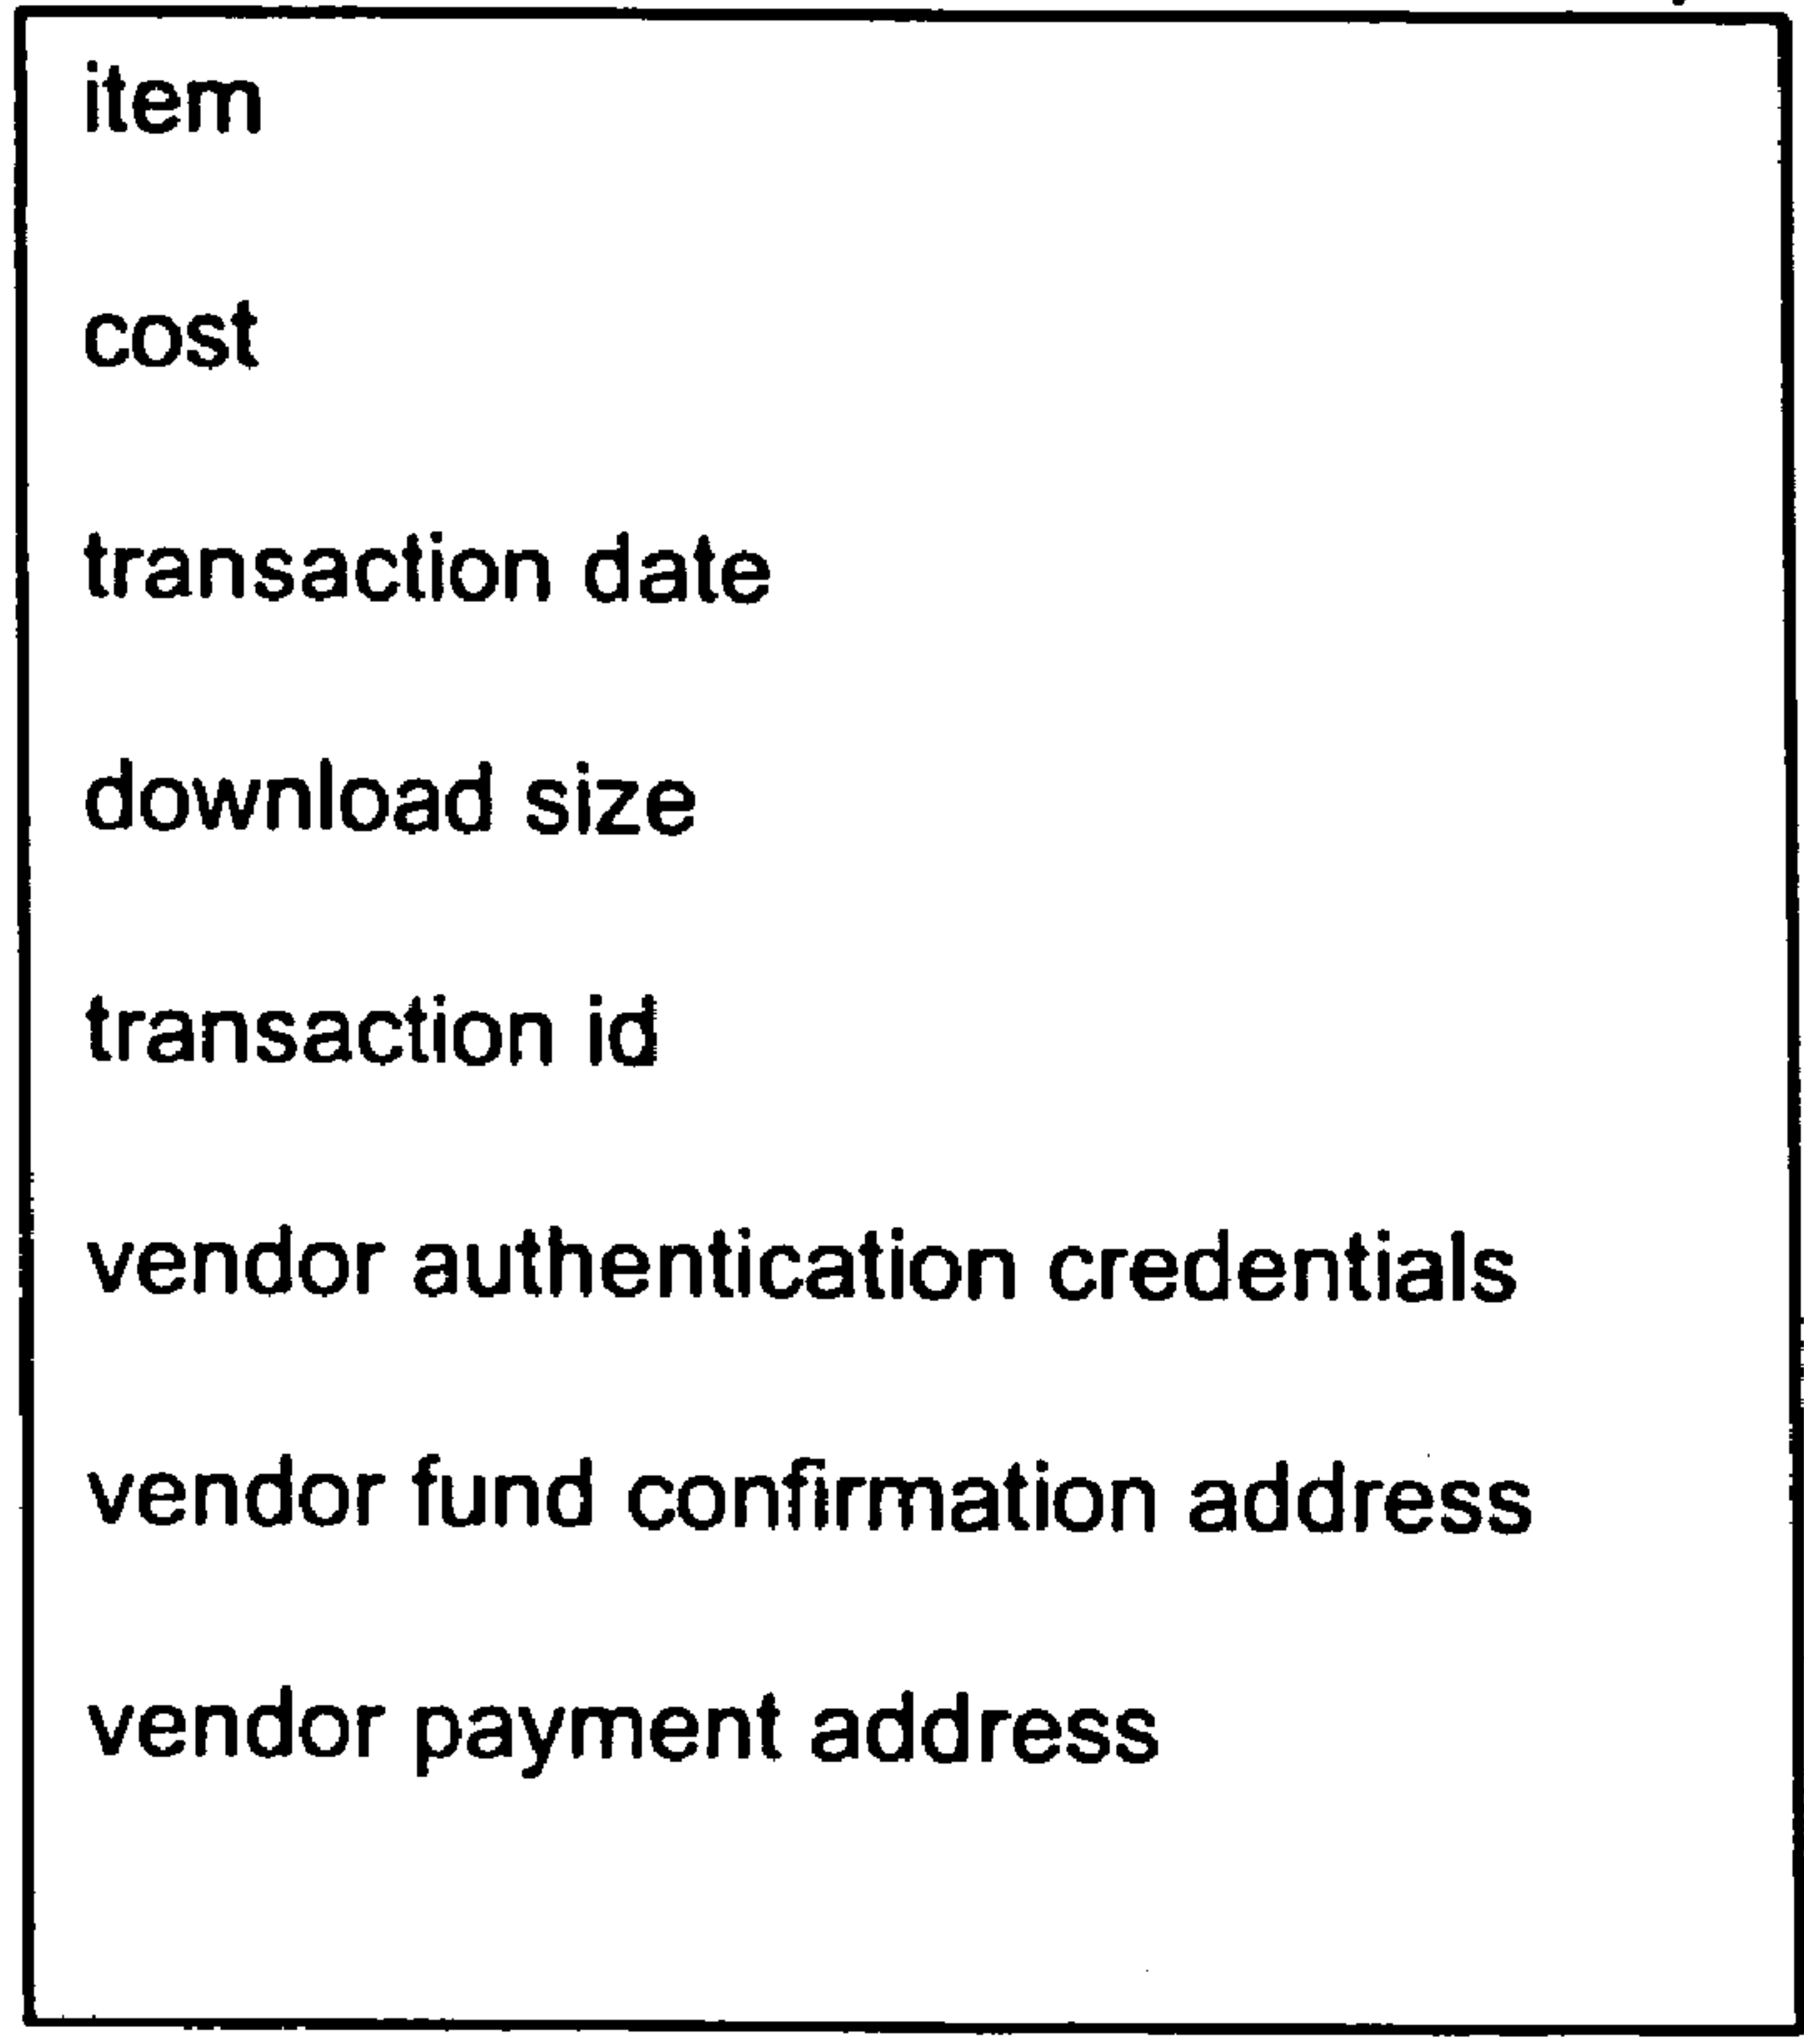 item
cost
transaction date
download size
transaction id
vendor authentication credentials
vendor fund confirmation address
vendor payment address